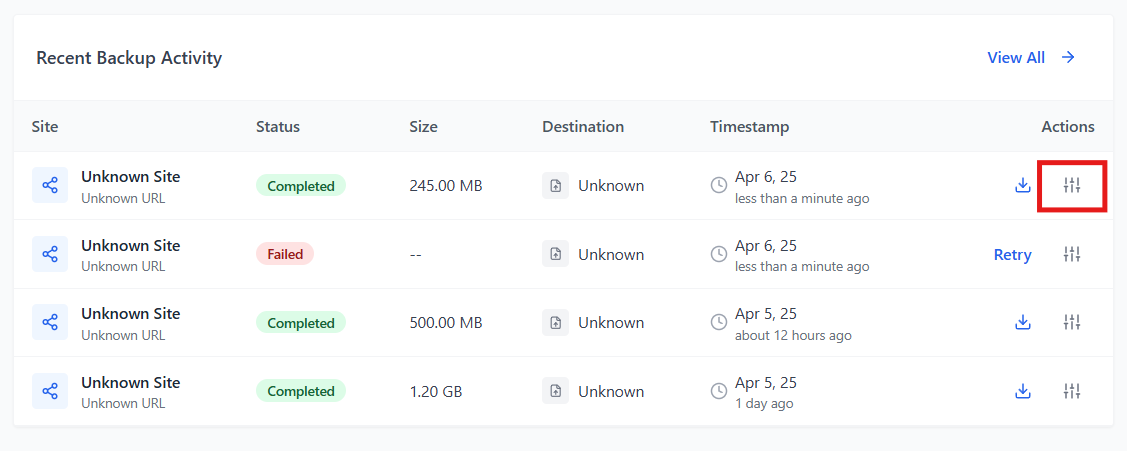 Recent Backup Activity
View All
Site Status Size Destination Timestamp Actions
Unknown Site
Unknown URL
Completed
245.00 MB
Unknown
Apr 6, 25
less than a minute ago
Unknown Site
Unknown URL
Failed
--
Unknown
Apr 6, 25
less than a minute ago
Retry
Unknown Site
Unknown URL
Completed
500.00 MB
Unknown
Apr 5, 25
about 12 hours ago
Unknown Site
Unknown URL
Completed
1.20 GB
Unknown
Apr 5, 25
1 day ago